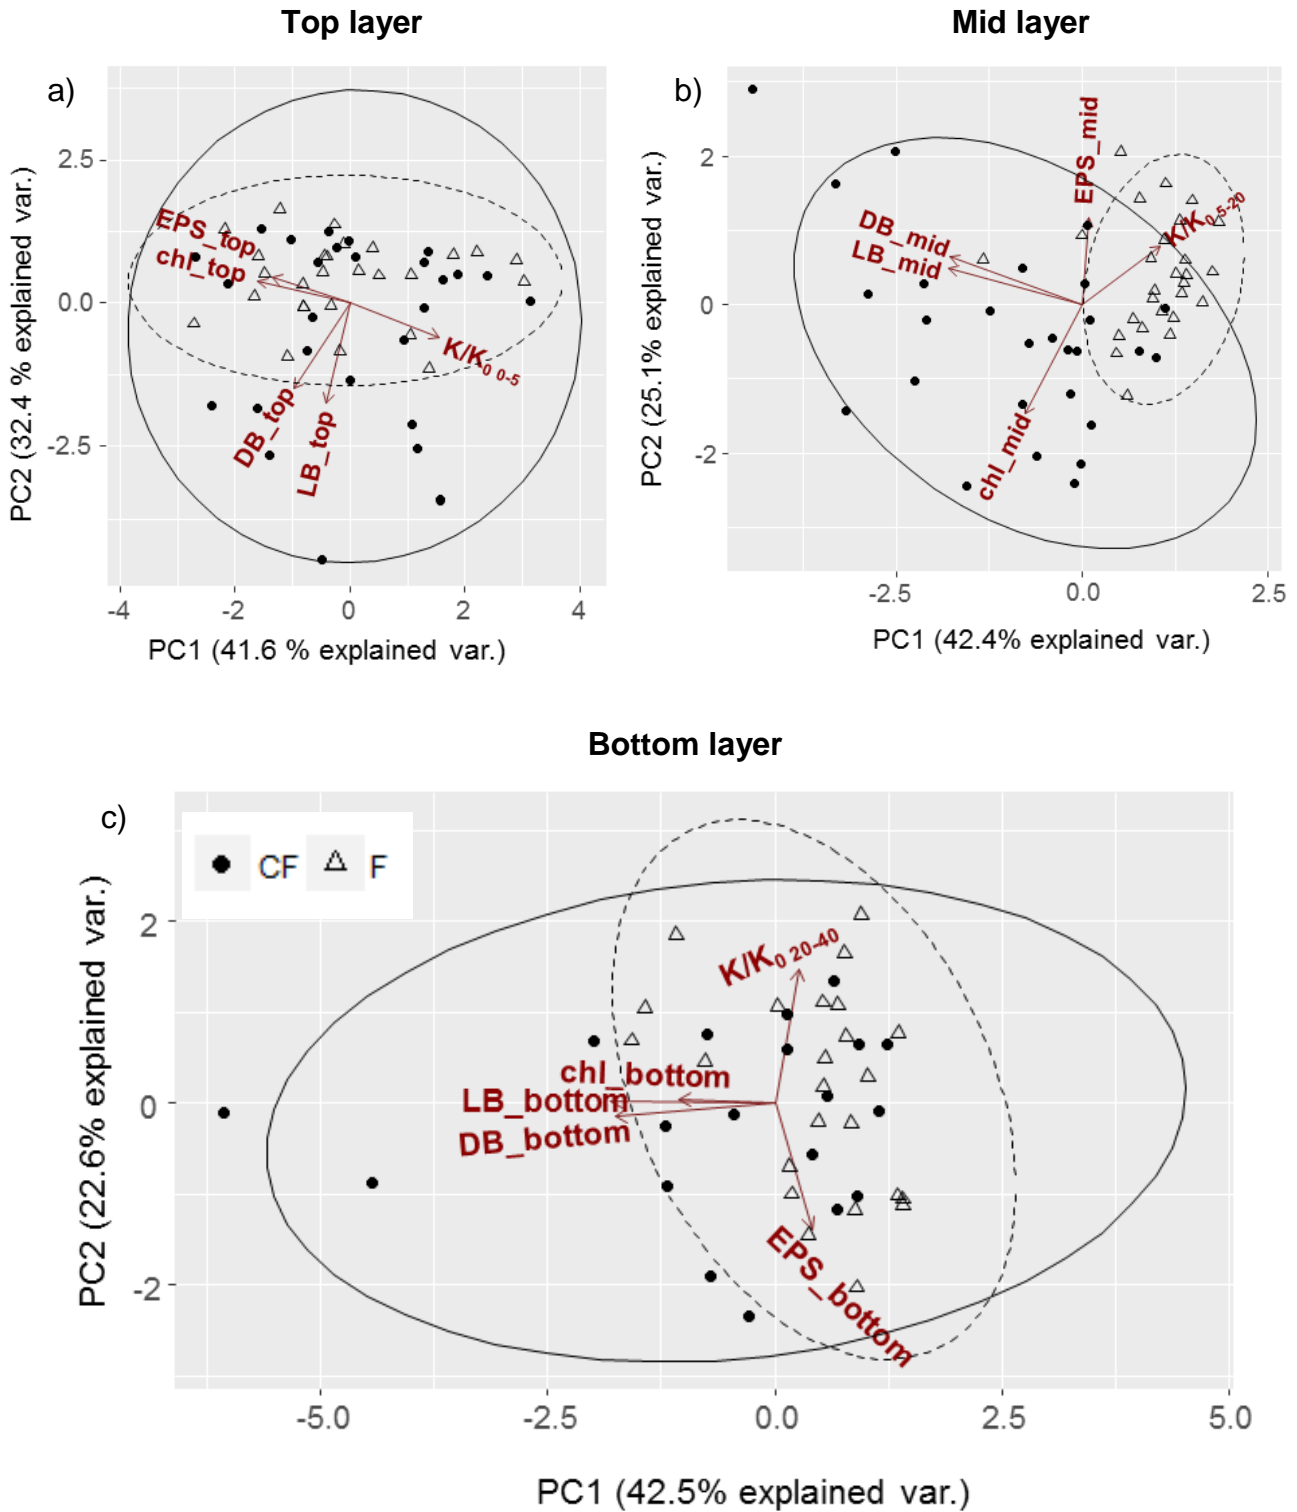 Top layer
a)
2.5
0.0
-2.5
PC2 (32.4 % explained var.)
EPS_top
chl_top
K/K0 0-5
DB_top
LB_top
-4 -2 0 2 4
PC1 (41.6 % explained var.)
Mid layer
b)
2
0
-2
PC2 (25.1% explained var.)
EPS_mid
K/K0 5-20
DB_mid
LB_mid
chl_mid
-2.5 0.0 2.5
PC1 (42.4% explained var.)
Bottom layer
c)
CF F
2
0
-2
PC2 (22.6% explained var.)
K/K0 20-40
chl_bottom
LB_bottom
DB_bottom
EPS_bottom
-5.0 -2.5 0.0 2.5 5.0
PC1 (42.5% explained var.)